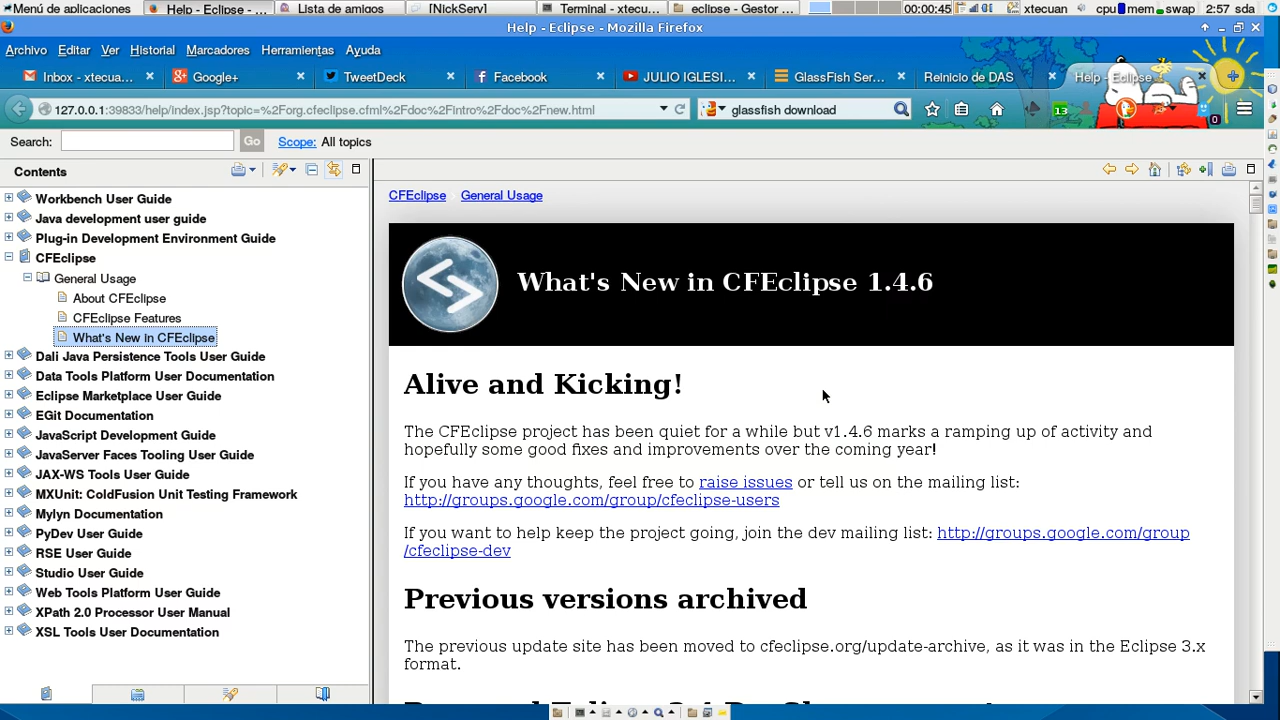 Menú de aplicaciones
Help - Eclipse - ...
Lista de amigos
[NickServ]
Terminal - xtecu...
eclipse - Gestor ...
00:00:45
xtecuan
cpu
mem
swap
2:57
sda
Help - Eclipse - Mozilla Firefox
Archivo
Editar
Ver
Historial
Marcadores
Herramientas
Ayuda
Inbox - xtecua...
Google+
TweetDeck
Facebook
JULIO IGLESI...
GlassFish Ser...
Reinicio de DAS
Help - Eclipse
127.0.0.1:39833/help/index.jsp?topic=%2Forg.cfeclipse.cfml%2Fdoc%2Fintro%2Fdoc%2Fnew.html
glassfish download
13
0
Search:
Go
Scope:
All topics
Contents
Workbench User Guide
Java development user guide
Plug-in Development Environment Guide
CFEclipse
General Usage
About CFEclipse
CFEclipse Features
What's New in CFEclipse
Dali Java Persistence Tools User Guide
Data Tools Platform User Documentation
Eclipse Marketplace User Guide
EGit Documentation
JavaScript Development Guide
JavaServer Faces Tooling User Guide
JAX-WS Tools User Guide
MXUnit: ColdFusion Unit Testing Framework
Mylyn Documentation
PyDev User Guide
RSE User Guide
Studio User Guide
Web Tools Platform User Guide
XPath 2.0 Processor User Manual
XSL Tools User Documentation
CFEclipse
General Usage
What's New in CFEclipse 1.4.6
Alive and Kicking!
The CFEclipse project has been quiet for a while but v1.4.6 marks a ramping up of activity and
hopefully some good fixes and improvements over the coming year!
If you have any thoughts, feel free to raise issues or tell us on the mailing list:
http://groups.google.com/group/cfeclipse-users
If you want to help keep the project going, join the dev mailing list: http://groups.google.com/group
/cfeclipse-dev
Previous versions archived
The previous update site has been moved to cfeclipse.org/update-archive, as it was in the Eclipse 3.x
format.